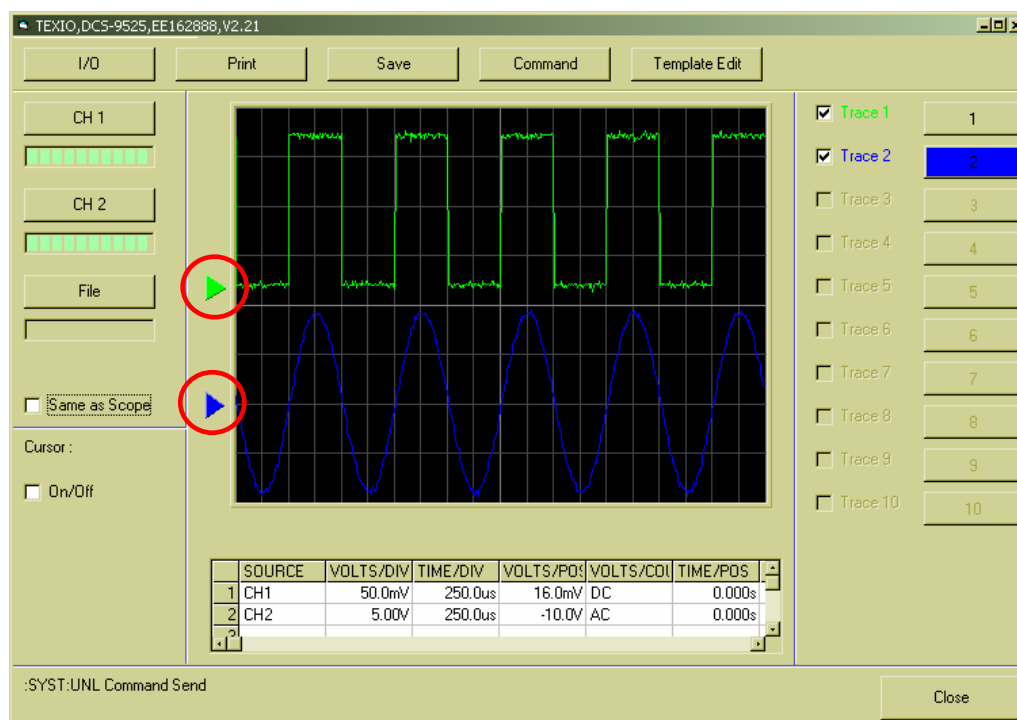 TEXIO,DCS-9525,EE162888,V2.21
I/O Print Save Command Template Edit
CH 1
CH 2
File
Same as Scope
Cursor :
On/Off
Trace 1 1
Trace 2 2
Trace 3 3
Trace 4 4
Trace 5 5
Trace 6 6
Trace 7 7
Trace 8 8
Trace 9 9
Trace 10 10
SOURCE VOLTS/DIV TIME/DIV VOLTS/POS VOLTS/COU TIME/POS
1 CH1 50.0mV 250.0us 16.0mV DC 0.000s
2 CH2 5.00V 250.0us -10.0V AC 0.000s
3
:SYST:UNL Command Send
Close